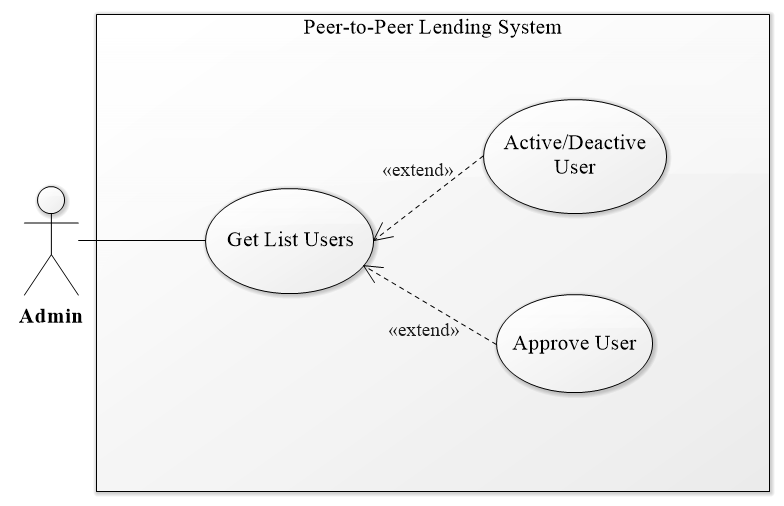 Peer-to-Peer Lending System
Active/Deactive
User
«extend»
Get List Users
Admin
«extend»
Approve User